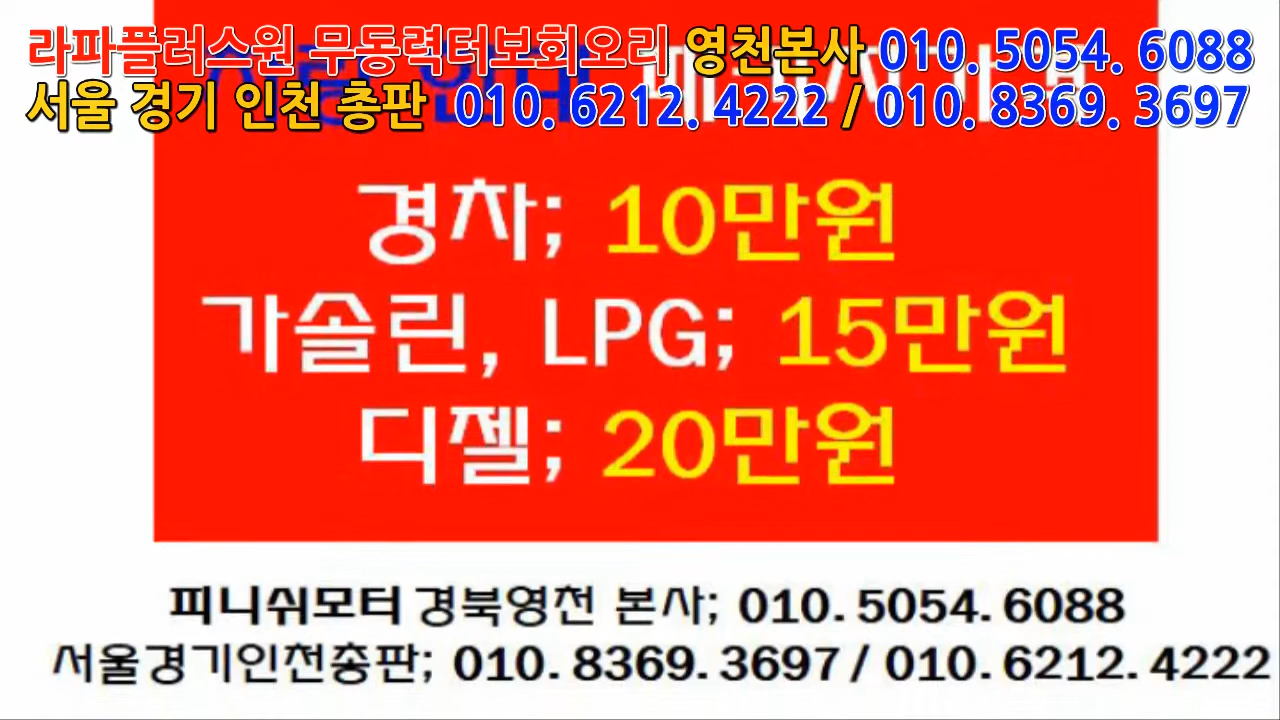 라파플러스원 무동력터보회오리 영천본사 010. 5054. 6088
서울 경기 인천 총판 010. 6212. 4222 / 010. 8369. 3697
경차; 10만원
가솔린, LPG; 15만원
디젤; 20만원
피니쉬모터 경북영천 본사; 010. 5054. 6088
서울경기인천총판; 010. 8369. 3697 / 010. 6212. 4222